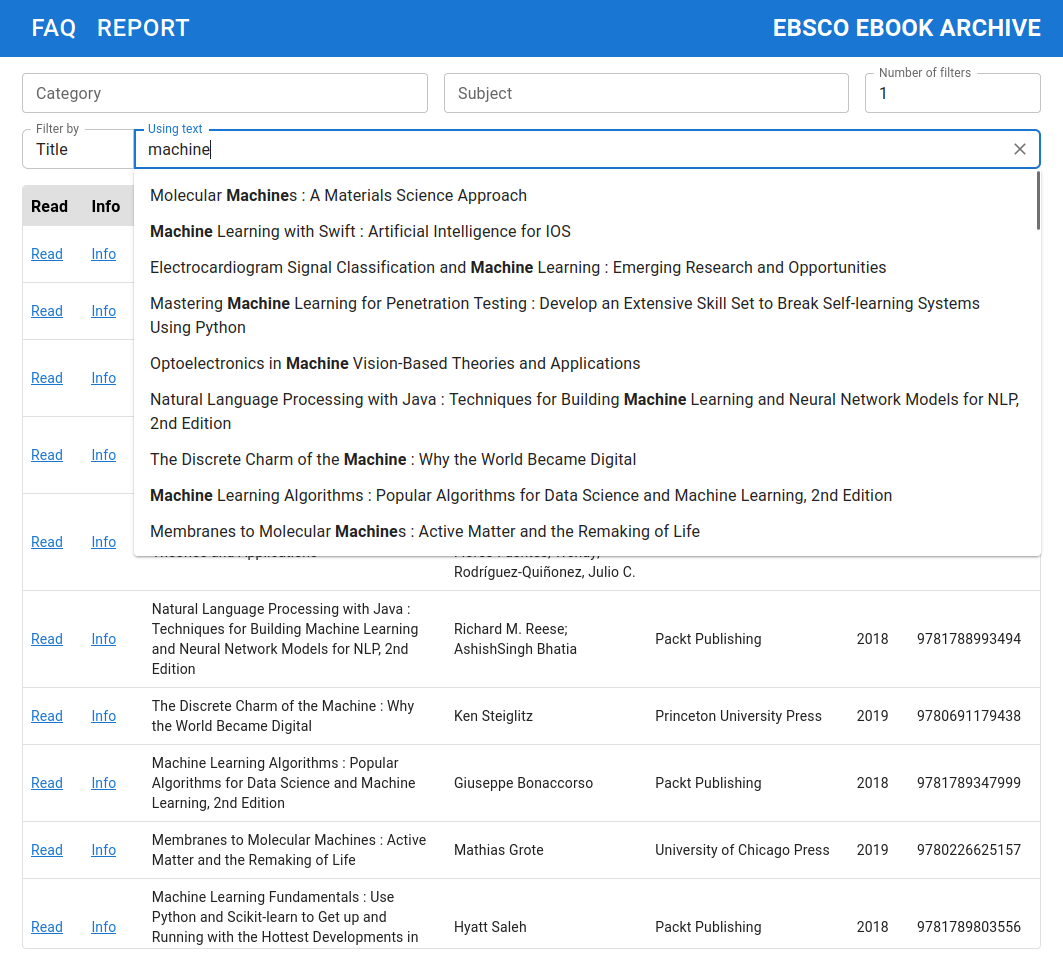 FAQ REPORT EBSCO EBOOK ARCHIVE
Category Subject Number of filters
1
Filter by Using text
Title machine
Read Info
Molecular Machines : A Materials Science Approach
Machine Learning with Swift : Artificial Intelligence for IOS
Electrocardiogram Signal Classification and Machine Learning : Emerging Research and Opportunities
Mastering Machine Learning for Penetration Testing : Develop an Extensive Skill Set to Break Self-learning Systems
Using Python
Optoelectronics in Machine Vision-Based Theories and Applications
Natural Language Processing with Java : Techniques for Building Machine Learning and Neural Network Models for NLP,
2nd Edition
The Discrete Charm of the Machine : Why the World Became Digital
Machine Learning Algorithms : Popular Algorithms for Data Science and Machine Learning, 2nd Edition
Membranes to Molecular Machines : Active Matter and the Remaking of Life
Read Info
Read Info
Read Info
Read Info
Read Info
Rodríguez-Quiñonez, Julio C.
Read Info
Natural Language Processing with Java :
Techniques for Building Machine Learning
and Neural Network Models for NLP, 2nd
Edition
Richard M. Reese;
AshishSingh Bhatia
Packt Publishing 2018 9781788993494
Read Info
The Discrete Charm of the Machine : Why
the World Became Digital
Ken Steiglitz Princeton University Press 2019 9780691179438
Read Info
Machine Learning Algorithms : Popular
Algorithms for Data Science and Machine
Learning, 2nd Edition
Giuseppe Bonaccorso Packt Publishing 2018 9781789347999
Read Info
Membranes to Molecular Machines : Active
Matter and the Remaking of Life
Mathias Grote University of Chicago Press 2019 9780226625157
Read Info
Machine Learning Fundamentals : Use
Python and Scikit-learn to Get up and
Running with the Hottest Developments in
Hyatt Saleh Packt Publishing 2018 9781789803556